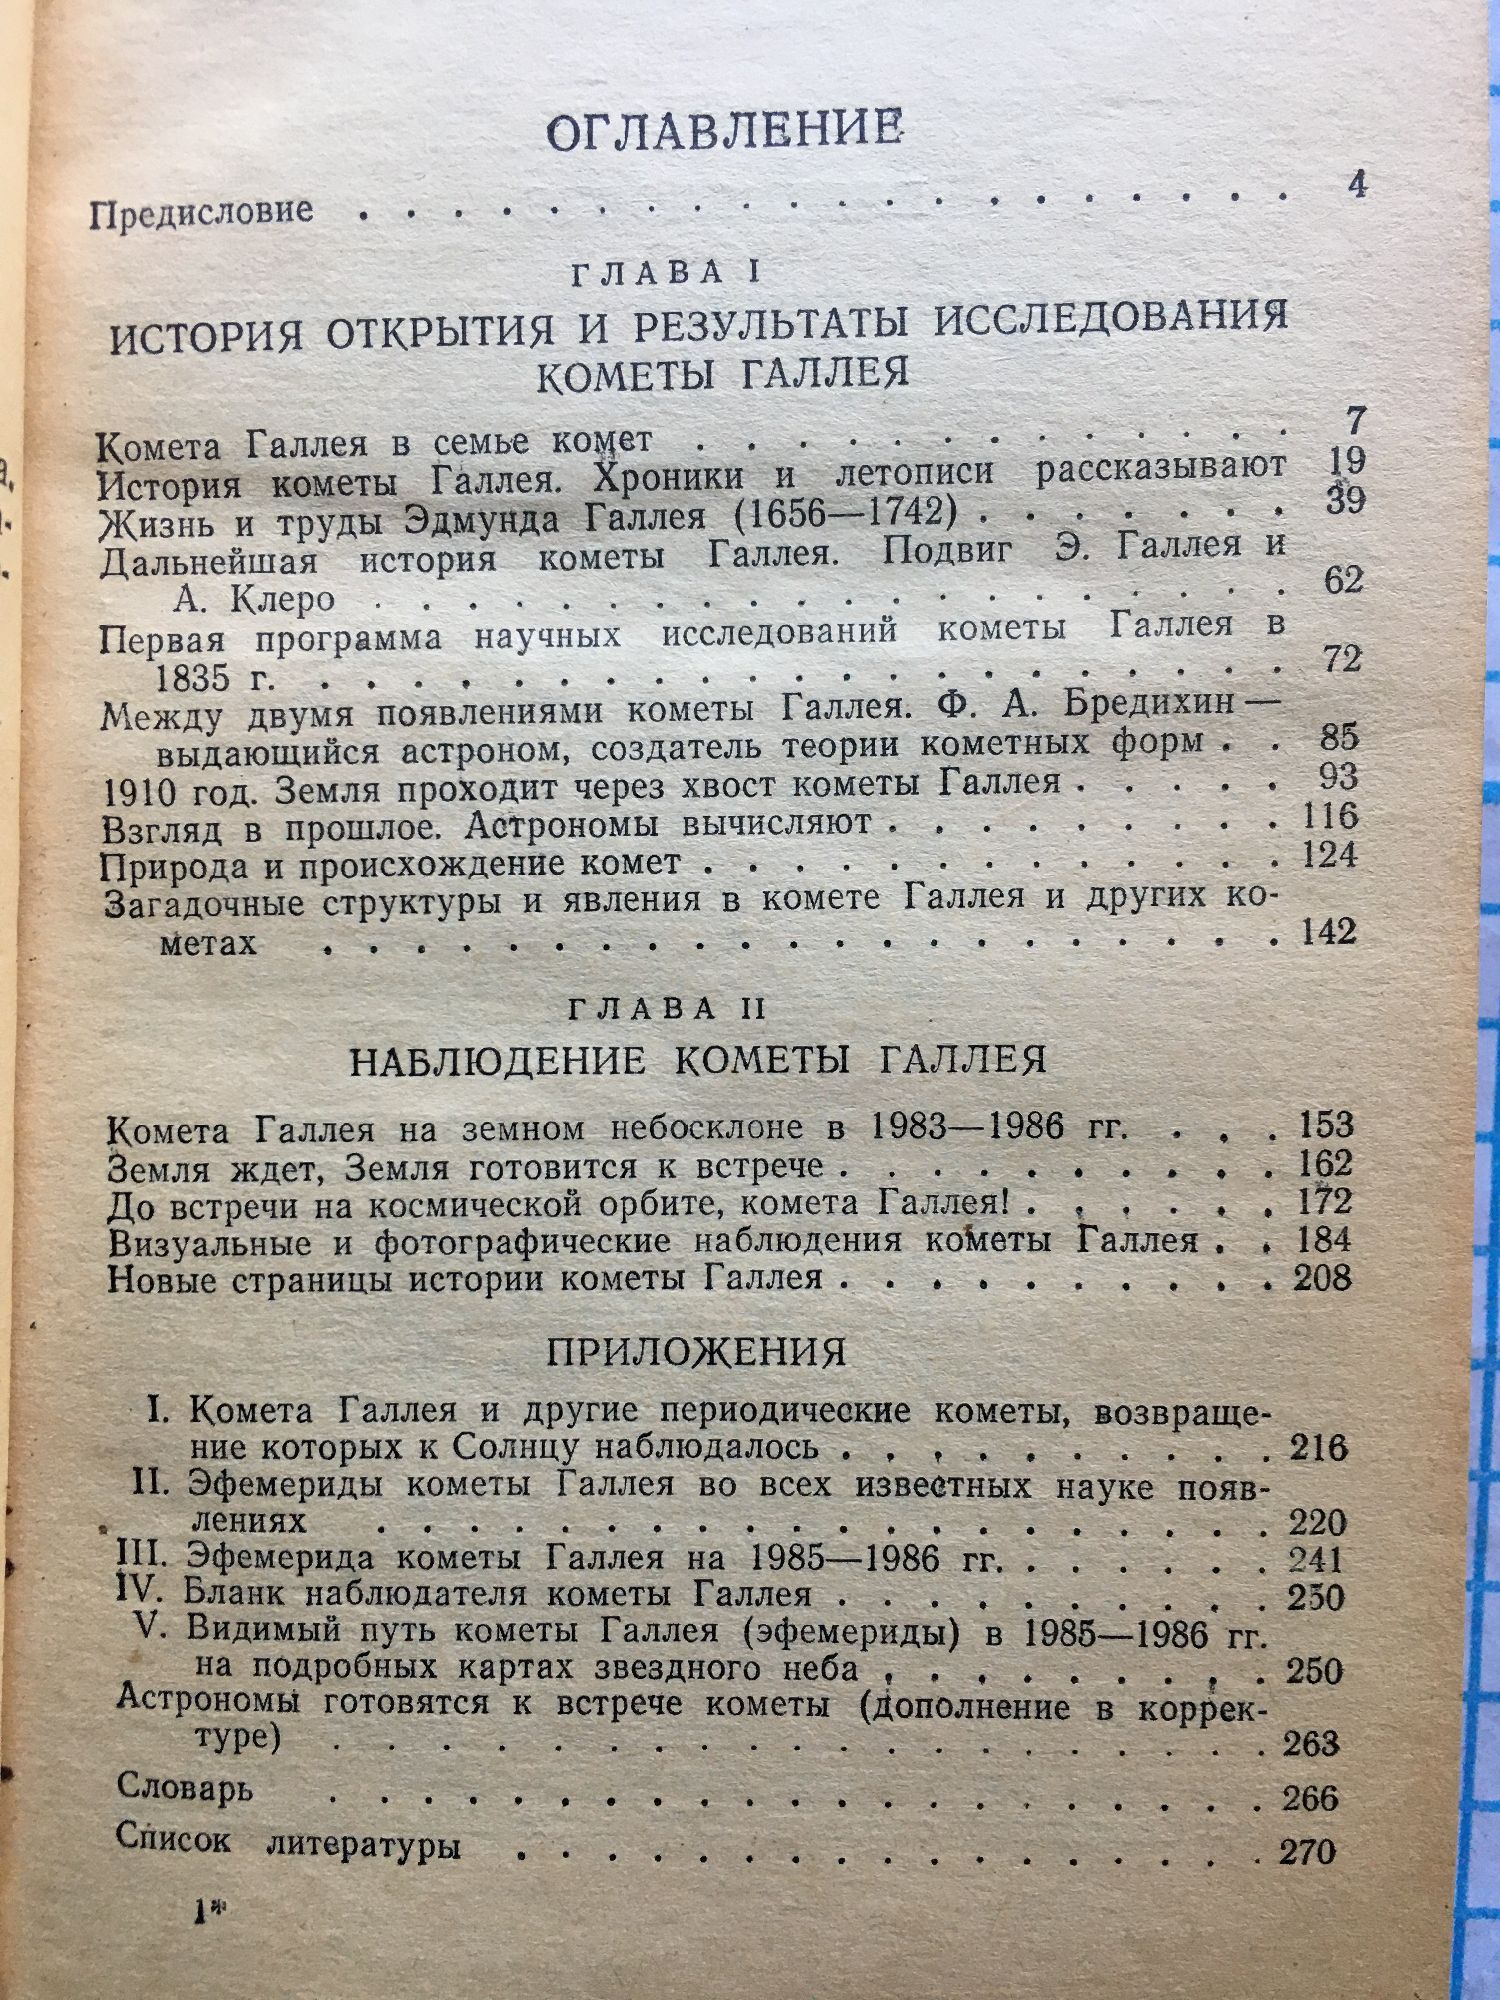 ОГЛАВЛЕНИЕ
Предисловие . . . . . . . . . . . . . . . . . . . . 4
ГЛАВА I
ИСТОРИЯ ОТКРЫТИЯ И РЕЗУЛЬТАТЫ ИССЛЕДОВАНИЯ
КОМЕТЫ ГАЛЛЕЯ
Комета Галлея в семье комет . . . . . . . . . . . . 7
История кометы Галлея. Хроники и летописи рассказывают 19
Жизнь и труды Эдмунда Галлея (1656—1742) . . . . . . . 39
Дальнейшая история кометы Галлея. Подвиг Э. Галлея и
А. Клеро . . . . . . . . . . . . . . . . . . . . 62
Первая программа научных исследований кометы Галлея в
1835 г. . . . . . . . . . . . . . . . . . . . . . 72
Между двумя появлениями кометы Галлея. Ф. А. Бредихин —
выдающийся астроном, создатель теории кометных форм . . 85
1910 год. Земля проходит через хвост кометы Галлея . . . . . 93
Взгляд в прошлое. Астрономы вычисляют . . . . . . . . . 116
Природа и происхождение комет . . . . . . . . . . . . . 124
Загадочные структуры и явления в комете Галлея и других ко-
метах . . . . . . . . . . . . . . . . . . . . . 142
ГЛАВА II
НАБЛЮДЕНИЕ КОМЕТЫ ГАЛЛЕЯ
Комета Галлея на земном небосклоне в 1983—1986 гг. . . . 153
Земля ждет, Земля готовится к встрече . . . . . . . . . . 162
До встречи на космической орбите, комета Галлея! . . . . . . 172
Визуальные и фотографические наблюдения кометы Галлея . . 184
Новые страницы истории кометы Галлея . . . . . . . . . . 208
ПРИЛОЖЕНИЯ
I. Комета Галлея и другие периодические кометы, возвраще-
ние которых к Солнцу наблюдалось . . . . . . . . . . 216
II. Эфемериды кометы Галлея во всех известных науке появ-
лениях . . . . . . . . . . . . . . . . . . . . 220
III. Эфемерида кометы Галлея на 1985—1986 гг. . . . . . . 241
IV. Бланк наблюдателя кометы Галлея . . . . . . . . . . 250
V. Видимый путь кометы Галлея (эфемериды) в 1985—1986 гг.
на подробных картах звездного неба . . . . . . . . . 250
Астрономы готовятся к встрече кометы (дополнение в коррек-
туре) . . . . . . . . . . . . . . . . . . . . . 263
Словарь . . . . . . . . . . . . . . . . . . . . . 266
Список литературы . . . . . . . . . . . . . . . . . 270
1*